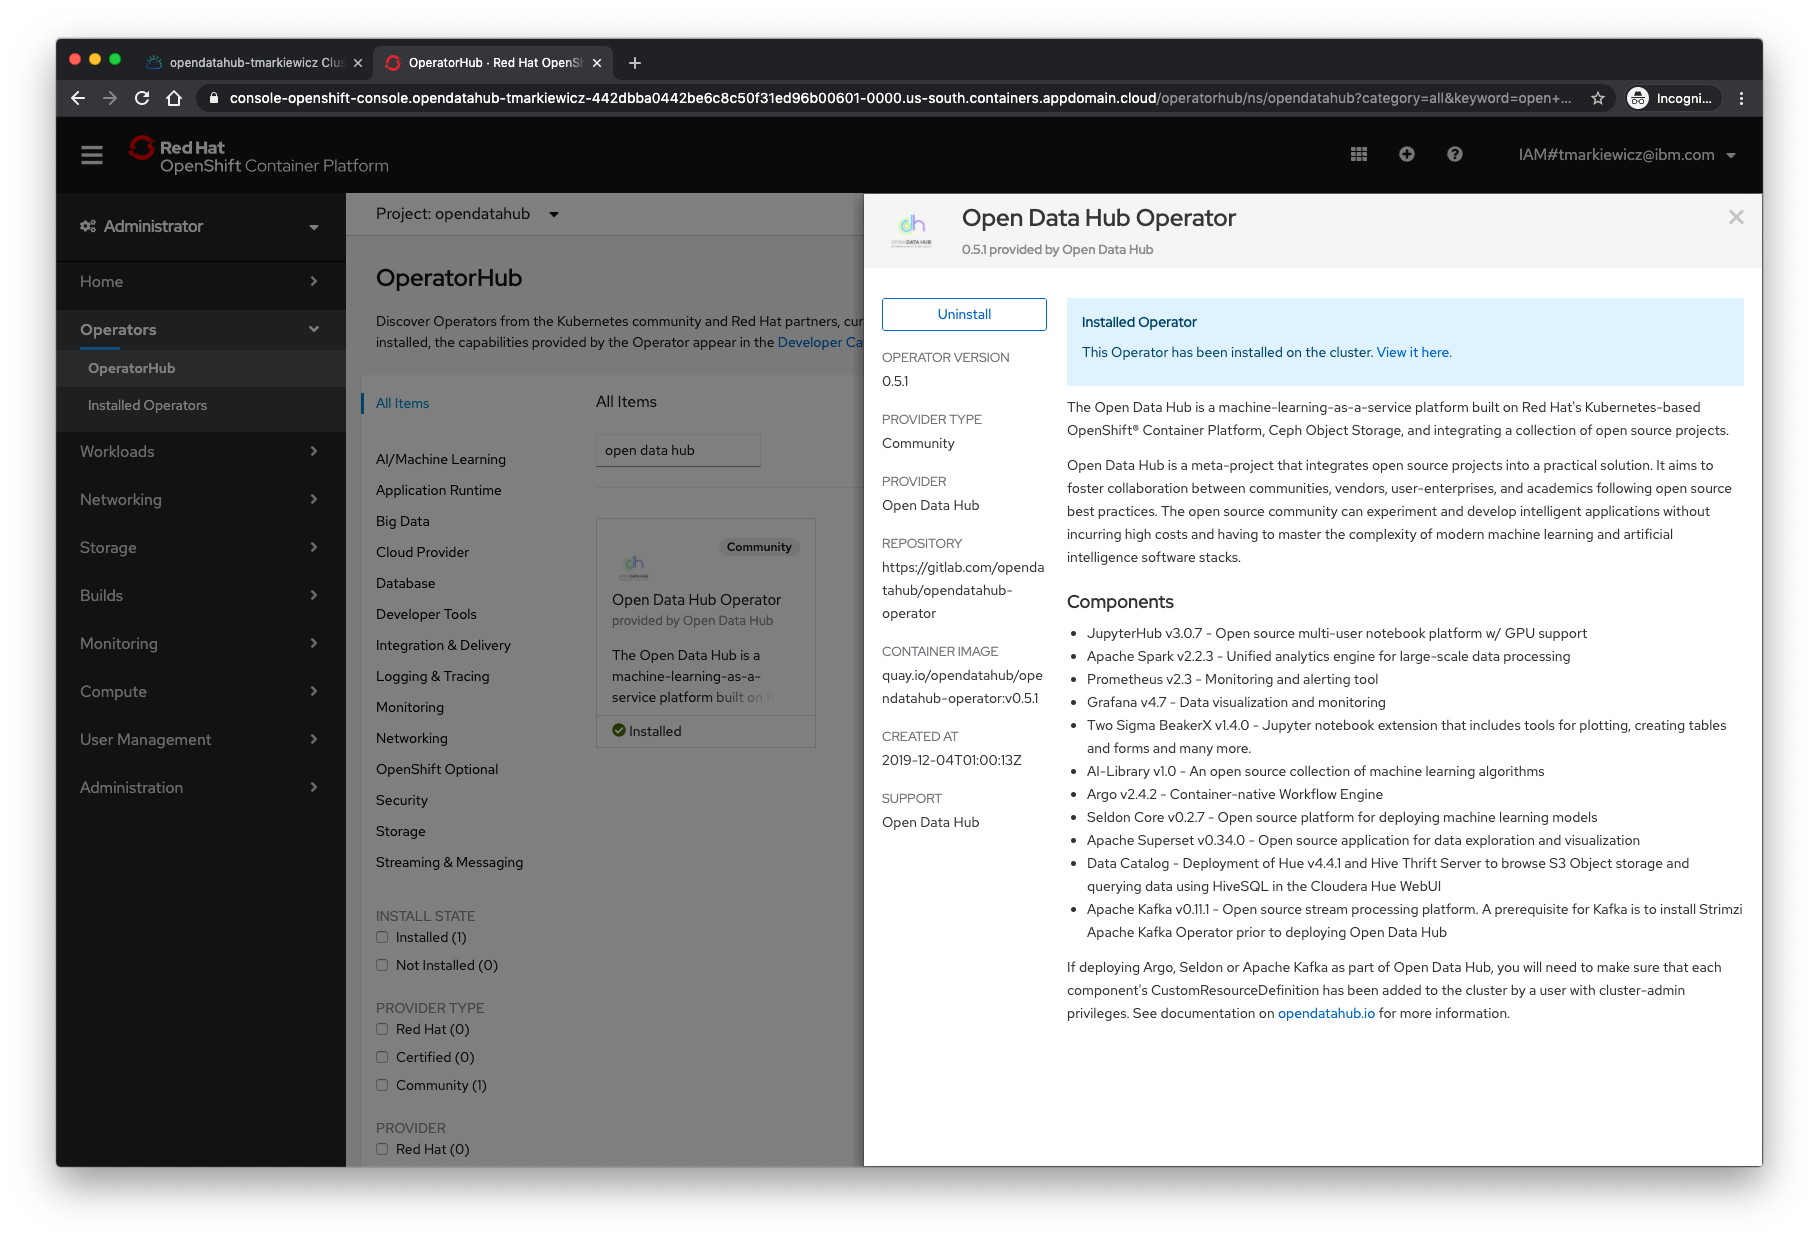 opendatahub-tmarkiewicz Clus
OperatorHub · Red Hat OpenSh
console-openshift-console.opendatahub-tmarkiewicz-442dbba0442be6c8c50f31ed96b00601-0000.us-south.containers.appdomain.cloud/operatorhub/ns/opendatahub?category=all&keyword=open+...
Incogni...
Red Hat
OpenShift Container Platform
IAM#tmarkiewicz@ibm.com
Administrator
Home
Operators
OperatorHub
Installed Operators
Workloads
Networking
Storage
Builds
Monitoring
Compute
User Management
Administration
Project: opendatahub
OperatorHub
Discover Operators from the Kubernetes community and Red Hat partners, cur
installed, the capabilities provided by the Operator appear in the Developer Ca
All Items
AI/Machine Learning
Application Runtime
Big Data
Cloud Provider
Database
Developer Tools
Integration & Delivery
Logging & Tracing
Monitoring
Networking
OpenShift Optional
Security
Storage
Streaming & Messaging
INSTALL STATE
Installed (1)
Not Installed (0)
PROVIDER TYPE
Red Hat (0)
Certified (0)
Community (1)
PROVIDER
Red Hat (0)
All Items
open data hub
Community
dh
OPEN DATA HUB
Open Data Hub Operator
provided by Open Data Hub
The Open Data Hub is a
machine-learning-as-a-
service platform built on R
Installed
dh
OPEN DATA HUB
Open Data Hub Operator
0.5.1 provided by Open Data Hub
Uninstall
OPERATOR VERSION
0.5.1
PROVIDER TYPE
Community
PROVIDER
Open Data Hub
REPOSITORY
https://gitlab.com/openda
tahub/opendatahub-
operator
CONTAINER IMAGE
quay.io/opendatahub/ope
ndatahub-operator:v0.5.1
CREATED AT
2019-12-04T01:00:13Z
SUPPORT
Open Data Hub
Installed Operator
This Operator has been installed on the cluster. View it here.
The Open Data Hub is a machine-learning-as-a-service platform built on Red Hat's Kubernetes-based
OpenShift® Container Platform, Ceph Object Storage, and integrating a collection of open source projects.
Open Data Hub is a meta-project that integrates open source projects into a practical solution. It aims to
foster collaboration between communities, vendors, user-enterprises, and academics following open source
best practices. The open source community can experiment and develop intelligent applications without
incurring high costs and having to master the complexity of modern machine learning and artificial
intelligence software stacks.
Components
• JupyterHub v3.0.7 - Open source multi-user notebook platform w/ GPU support
• Apache Spark v2.2.3 - Unified analytics engine for large-scale data processing
• Prometheus v2.3 - Monitoring and alerting tool
• Grafana v4.7 - Data visualization and monitoring
• Two Sigma BeakerX v1.4.0 - Jupyter notebook extension that includes tools for plotting, creating tables
and forms and many more.
• AI-Library v1.0 - An open source collection of machine learning algorithms
• Argo v2.4.2 - Container-native Workflow Engine
• Seldon Core v0.2.7 - Open source platform for deploying machine learning models
• Apache Superset v0.34.0 - Open source application for data exploration and visualization
• Data Catalog - Deployment of Hue v4.4.1 and Hive Thrift Server to browse S3 Object storage and
querying data using HiveSQL in the Cloudera Hue WebUI
• Apache Kafka v0.11.1 - Open source stream processing platform. A prerequisite for Kafka is to install Strimzi
Apache Kafka Operator prior to deploying Open Data Hub
If deploying Argo, Seldon or Apache Kafka as part of Open Data Hub, you will need to make sure that each
component's CustomResourceDefinition has been added to the cluster by a user with cluster-admin
privileges. See documentation on opendatahub.io for more information.